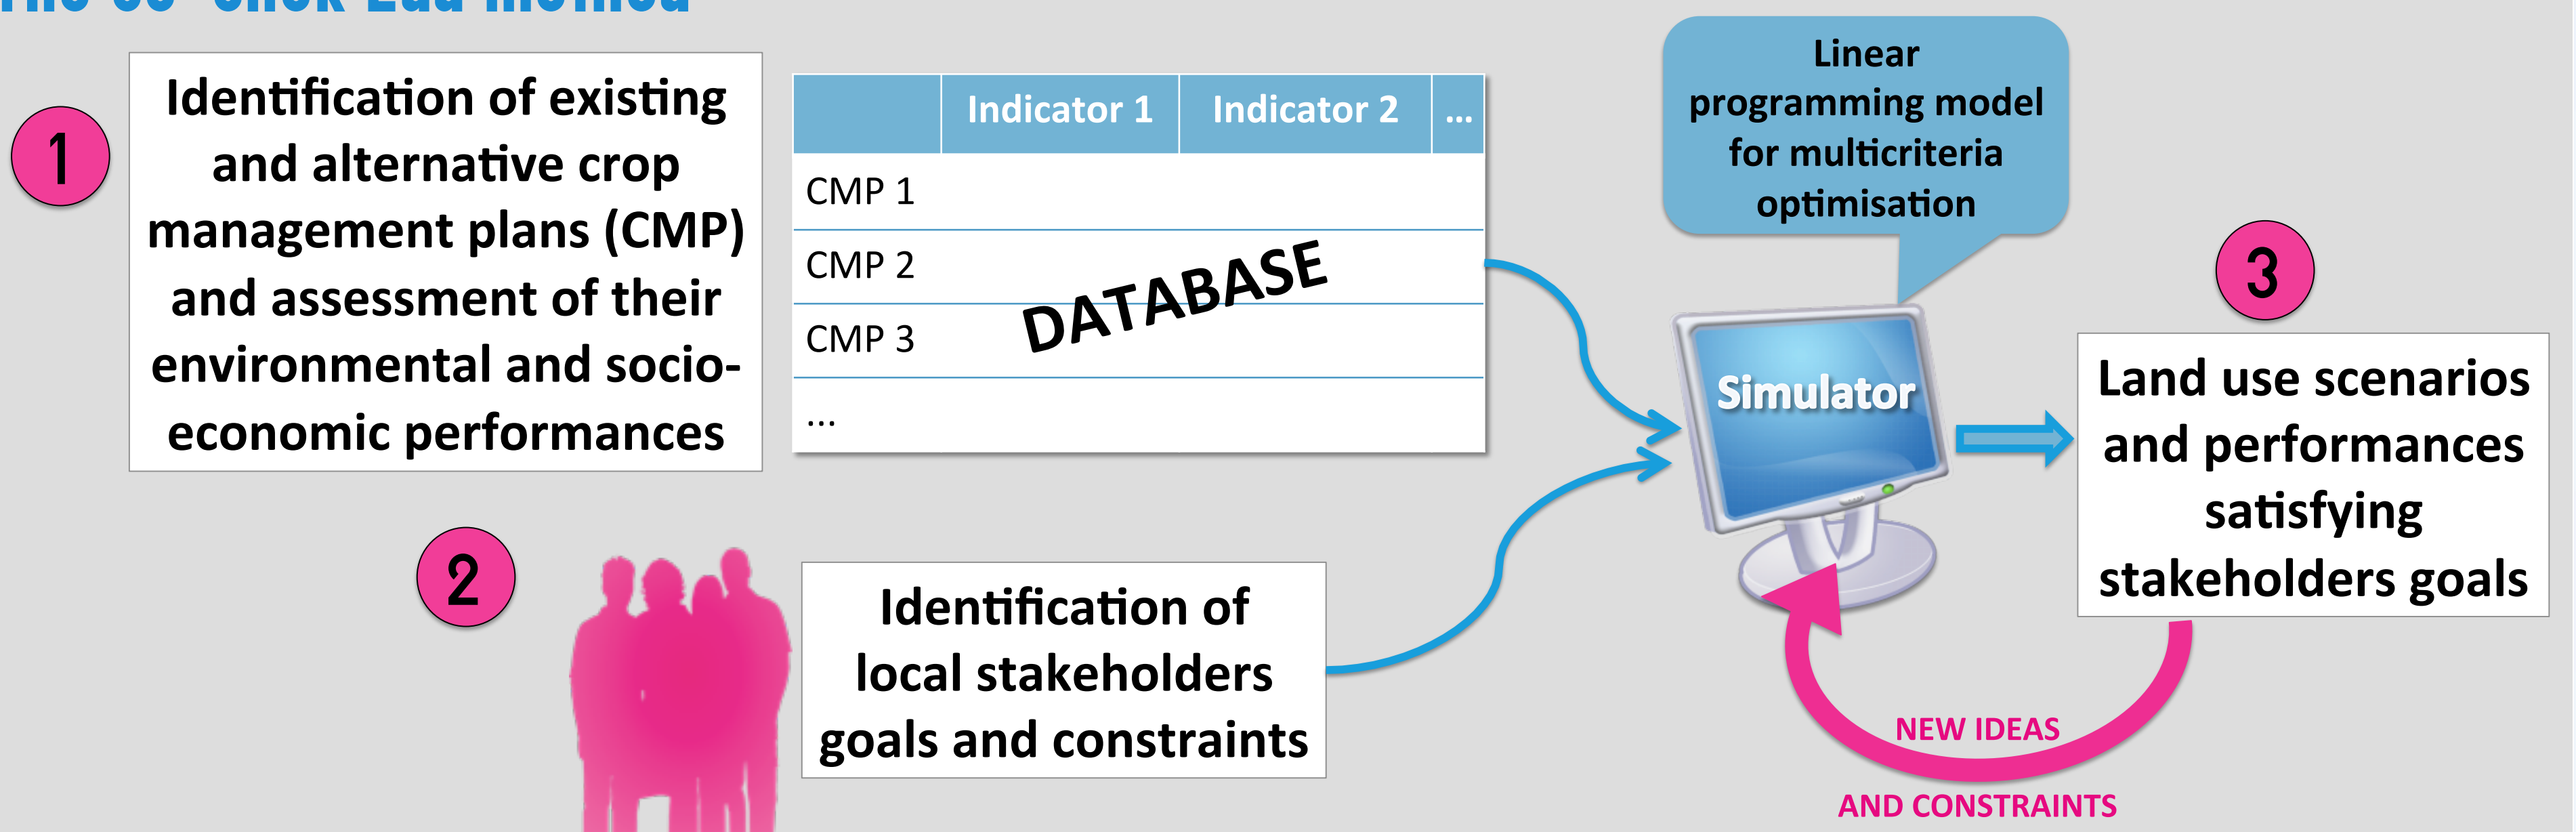 method
1
Identification of existing
and alternative crop
management plans (CMP)
and assessment of their
environmental and socio-
economic performances
Indicator 1 Indicator 2 ...
CMP 1
CMP 2
CMP 3
...
DATABASE
Linear
programming model
for multicriteria
optimisation
Simulator
2
Identification of
local stakeholders
goals and constraints
3
Land use scenarios
and performances
satisfying
stakeholders goals
NEW IDEAS
AND CONSTRAINTS